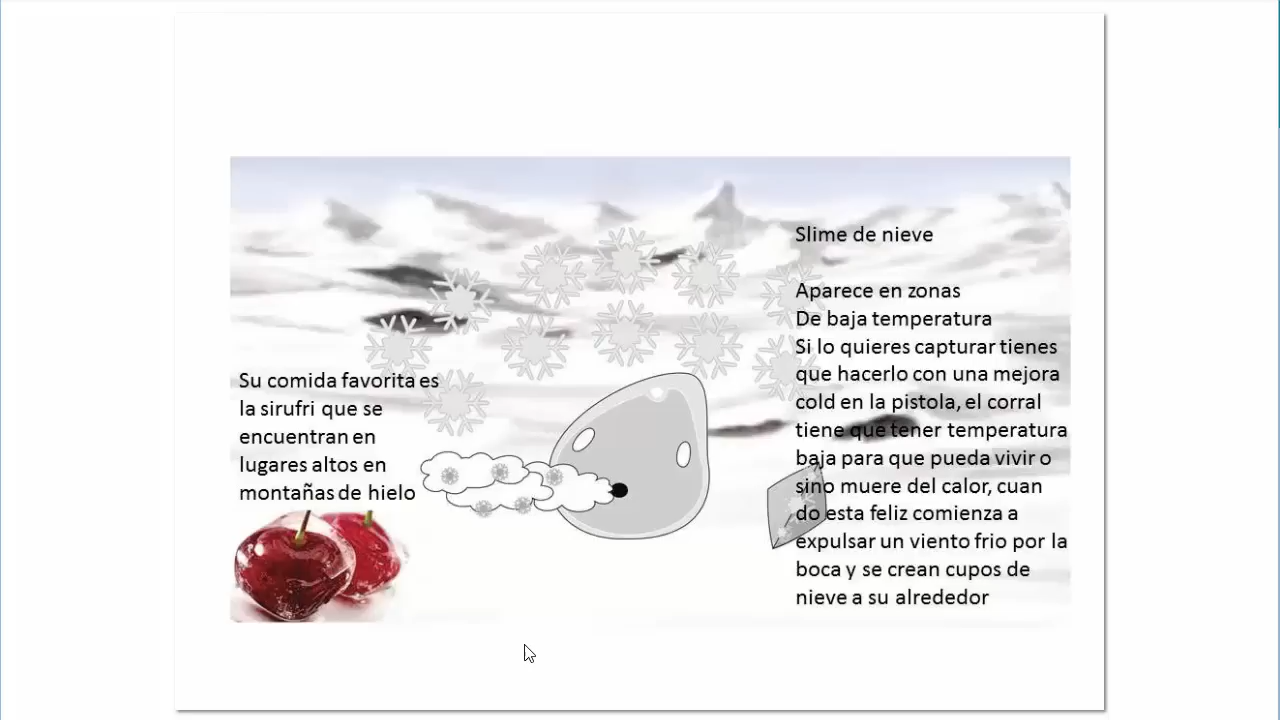 Slime de nieve
Aparece en zonas
De baja temperatura
Si lo quieres capturar tienes
que hacerlo con una mejora
cold en la pistola, el corral
tiene que tener temperatura
baja para que pueda vivir o
sino muere del calor, cuan
do esta feliz comienza a
expulsar un viento frio por la
boca y se crean cupos de
nieve a su alrededor
Su comida favorita es
la sirufri que se
encuentran en
lugares altos en
montañas de hielo